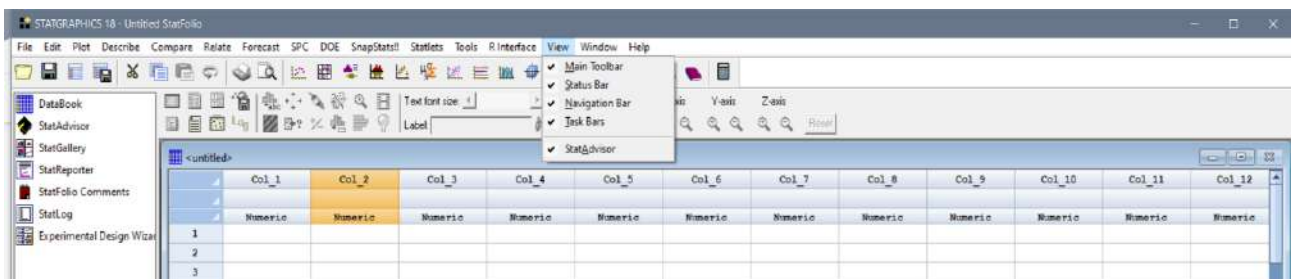 STATGRAPHICS 18 - Untitled StatFolio
File Edit Plot Describe Compare Relate Forecast SPC DOE SnapStats!! Statlets Tools R Interface View Window Help
Main Toolbar
Status Bar
Navigation Bar
Task Bars
StatAdvisor
Text font size:
Y-axis Z-axis
Label
Reset
DataBook
StatAdvisor
StatGallery
StatReporter
StatFolio Comments
StatLog
Experimental Design Wizar
<untitled>
Col_1 Col_2 Col_3 Col_4 Col_5 Col_6 Col_7 Col_8 Col_9 Col_10 Col_11 Col_12
Numeric Numeric Numeric Numeric Numeric Numeric Numeric Numeric Numeric Numeric Numeric Numeric
1
2
3